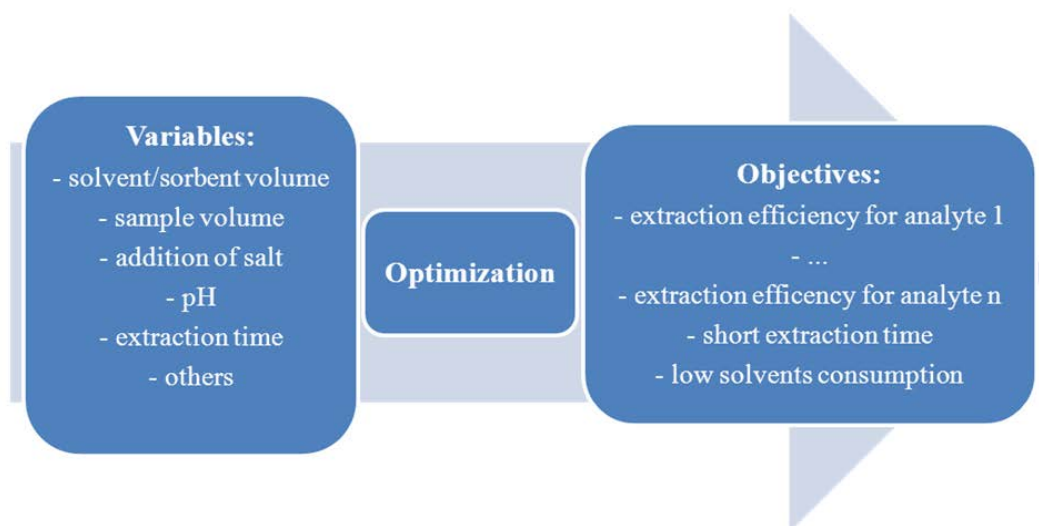 Variables:
- solvent/sorbent volume
- sample volume
- addition of salt
- pH
- extraction time
- others
Optimization
Objectives:
- extraction efficiency for analyte 1
- ...
- extraction efficency for analyte n
- short extraction time
- low solvents consumption